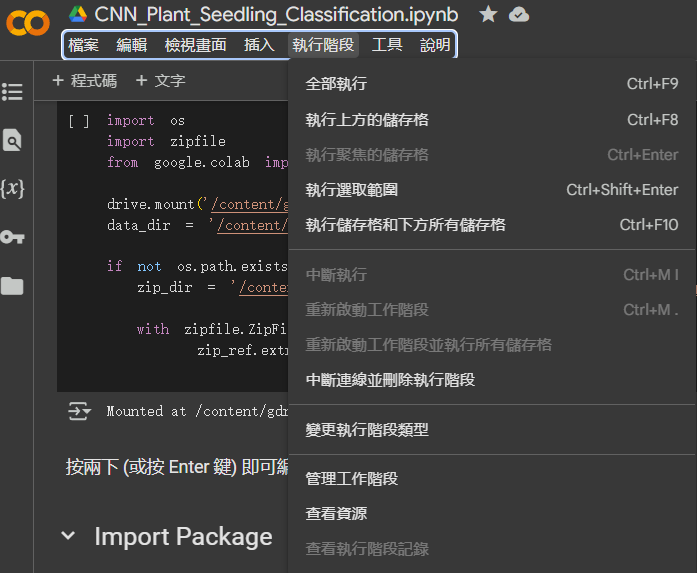 CNN_Plant_Seedling_Classification.ipynb
檔案 編輯 檢視畫面 插入 執行階段 工具 說明
+ 程式碼 + 文字
全部執行 Ctrl+F9
執行上方的儲存格 Ctrl+F8
執行聚焦的儲存格 Ctrl+Enter
執行選取範圍 Ctrl+Shift+Enter
執行儲存格和下方所有儲存格 Ctrl+F10
中斷執行 Ctrl+M I
重新啟動工作階段 Ctrl+M .
重新啟動工作階段並執行所有儲存格
中斷連線並刪除執行階段
變更執行階段類型
管理工作階段
查看資源
查看執行階段記錄
{x}
[ ] import os
import zipfile
from google.colab imp
drive.mount('/content/g
data_dir = '/content/
if not os.path.exists
zip_dir = '/conte
with zipfile.ZipFi
zip_ref.extr
Mounted at /content/gdr
按兩下 (或按 Enter 鍵) 即可編
Import Package